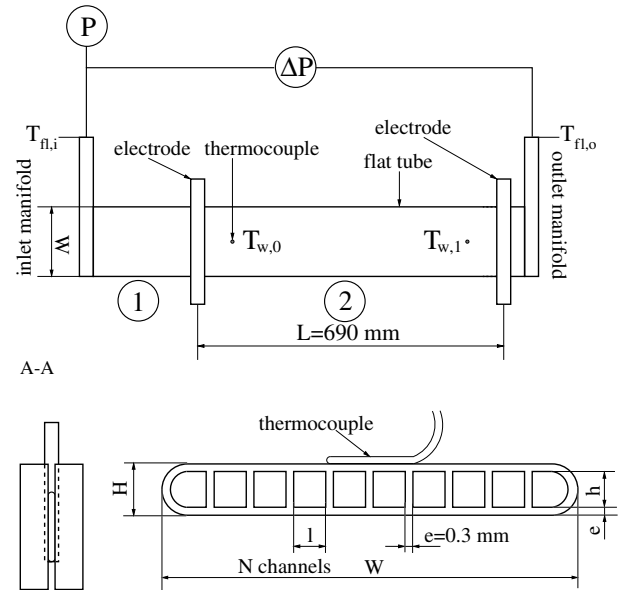 P
ΔP
T_fl,i
T_fl,o
electrode
thermocouple
electrode
flat tube
inlet manifold
outlet manifold
W
T_w,0
T_w,1
1
2
L=690 mm
A-A
thermocouple
H
h
e
l
e=0.3 mm
N channels W